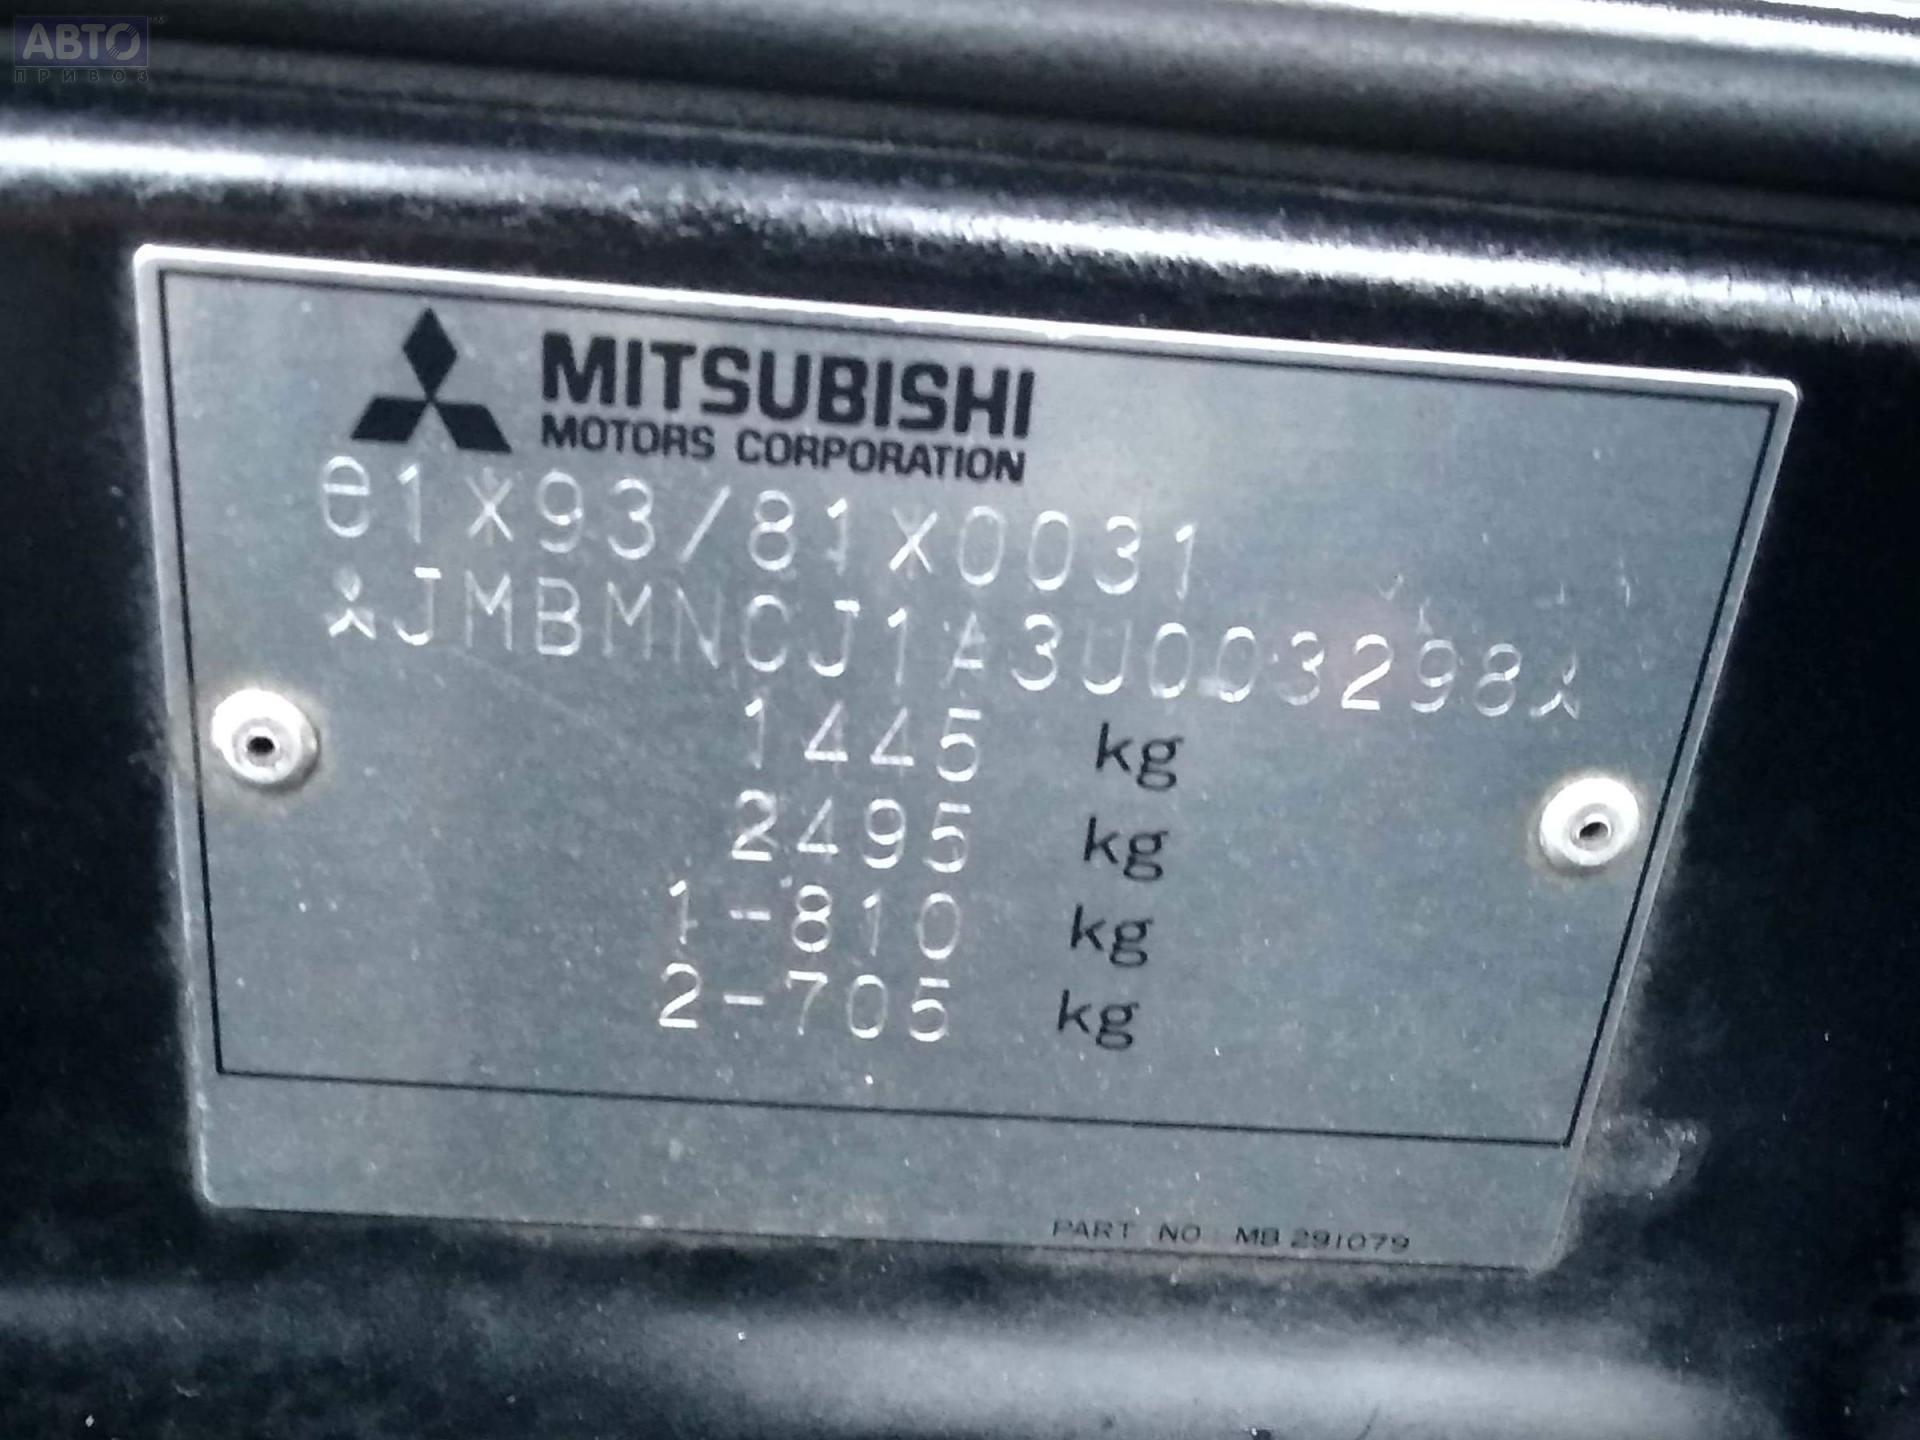 АВТО
ПРИВОЗ
MITSUBISHI
MOTORS CORPORATION
e1*93/81*0031
*JMBMNCJ1A3U003298*
1445 kg
2495 kg
1-810 kg
2-705 kg
PART NO MB 291079